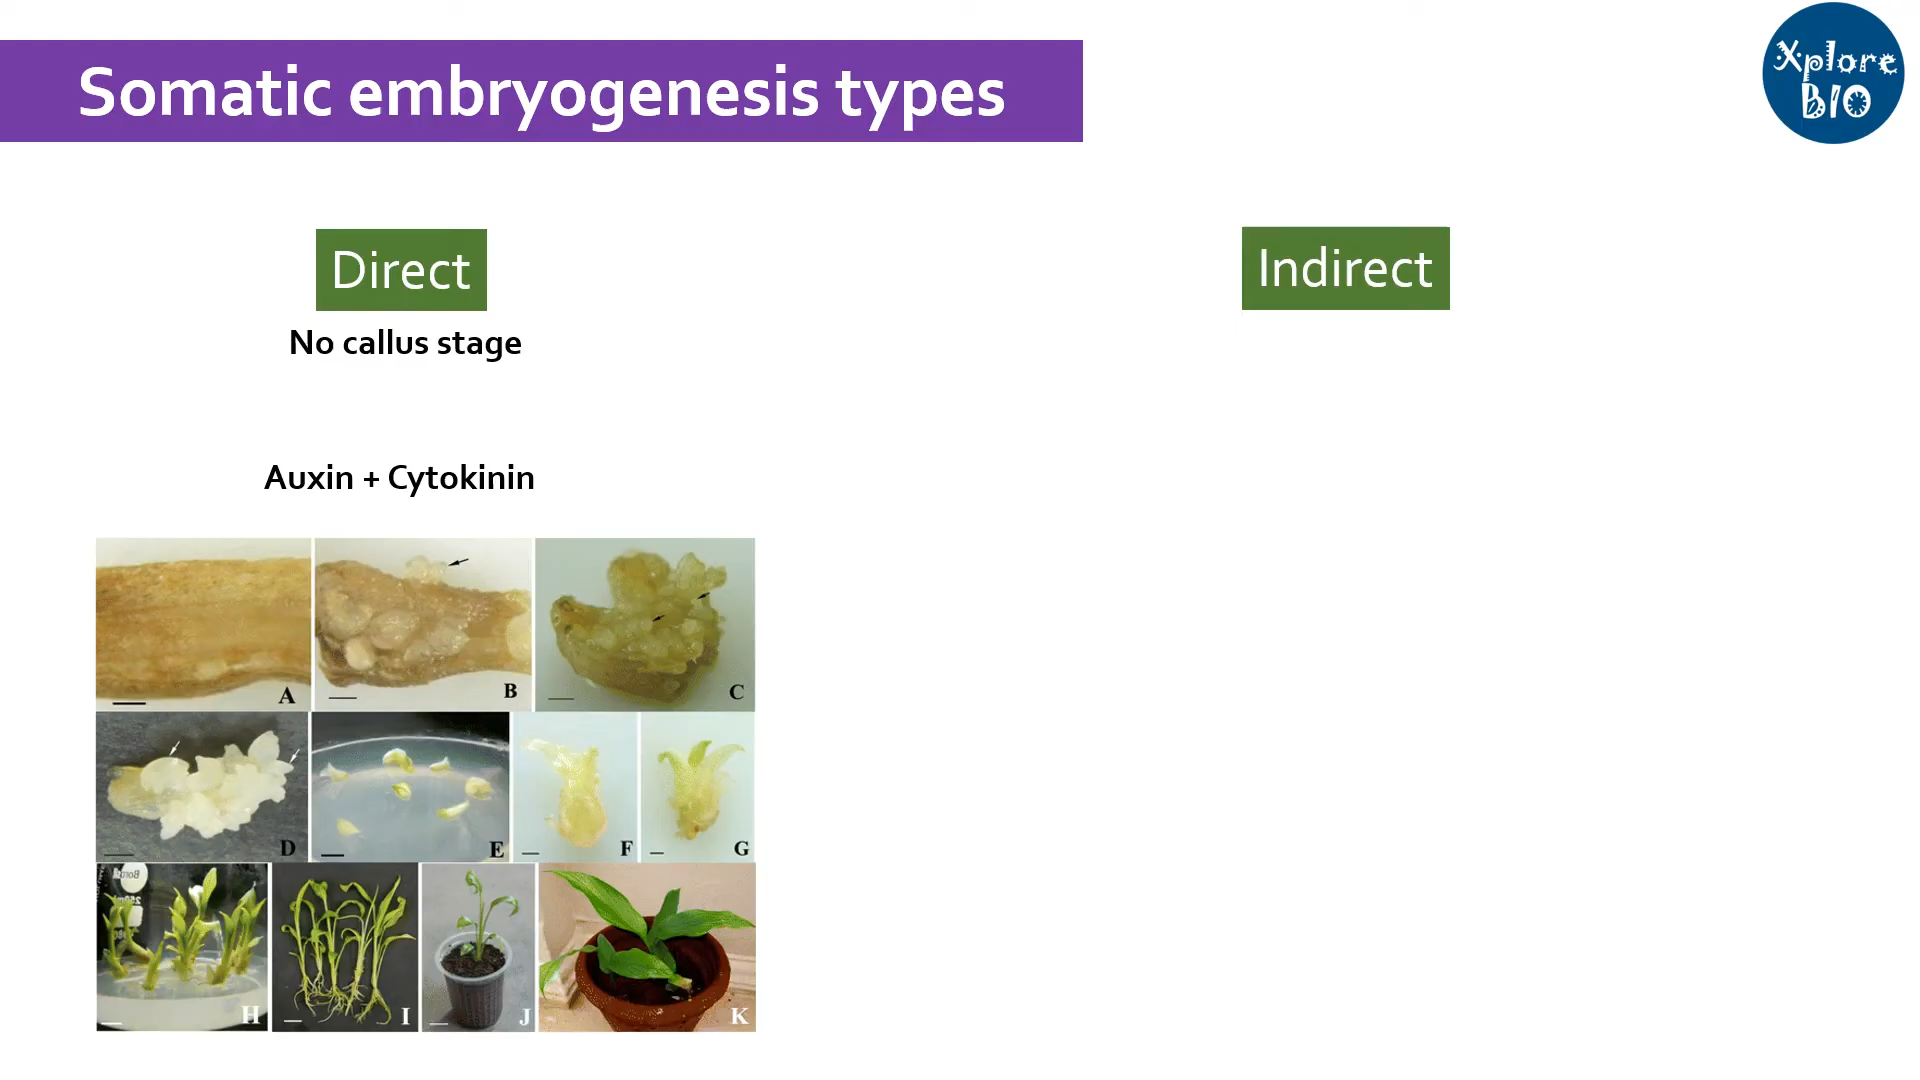 Somatic embryogenesis types
Xplore
BIO
Direct
Indirect
No callus stage
Auxin + Cytokinin
A
B
C
D
E
F
G
H
I
J
K